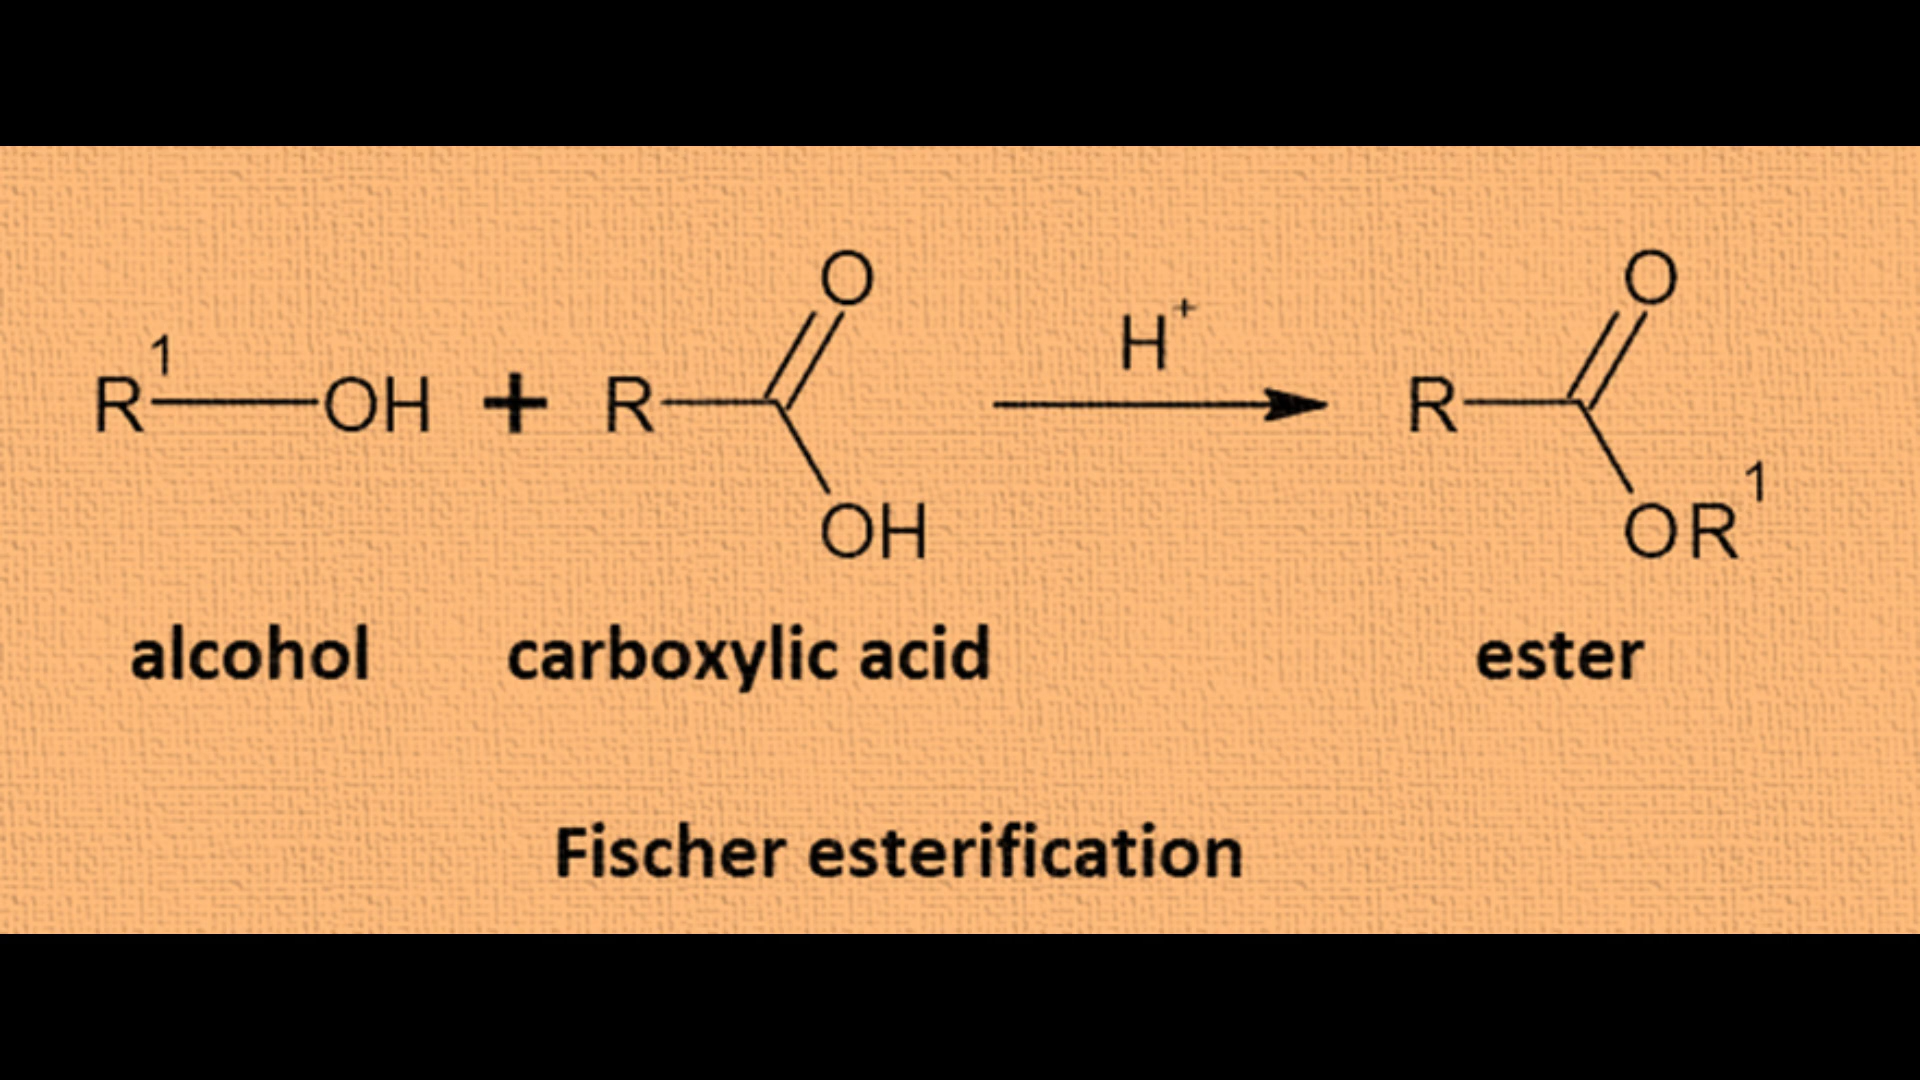 R¹—OH + R—C(=O)OH H⁺ → R—C(=O)OR¹
alcohol carboxylic acid ester
Fischer esterification